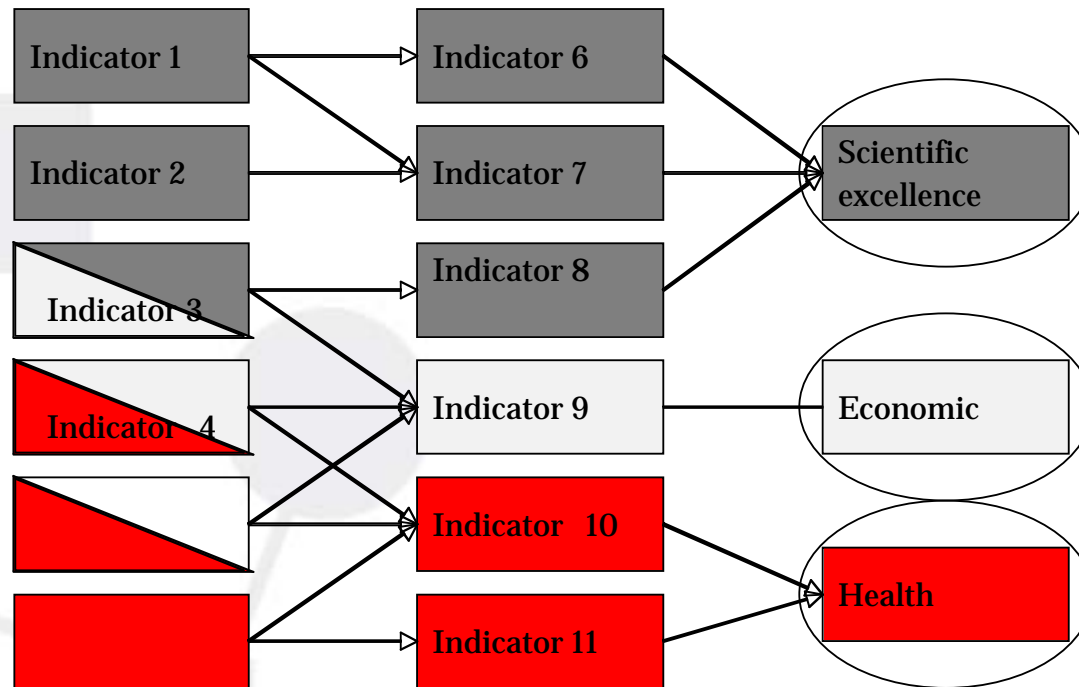 Indicator 1
Indicator 6
Indicator 2
Indicator 7
Scientific
excellence
Indicator 3
Indicator 8
Indicator 4
Indicator 9
Economic
Indicator 10
Health
Indicator 11